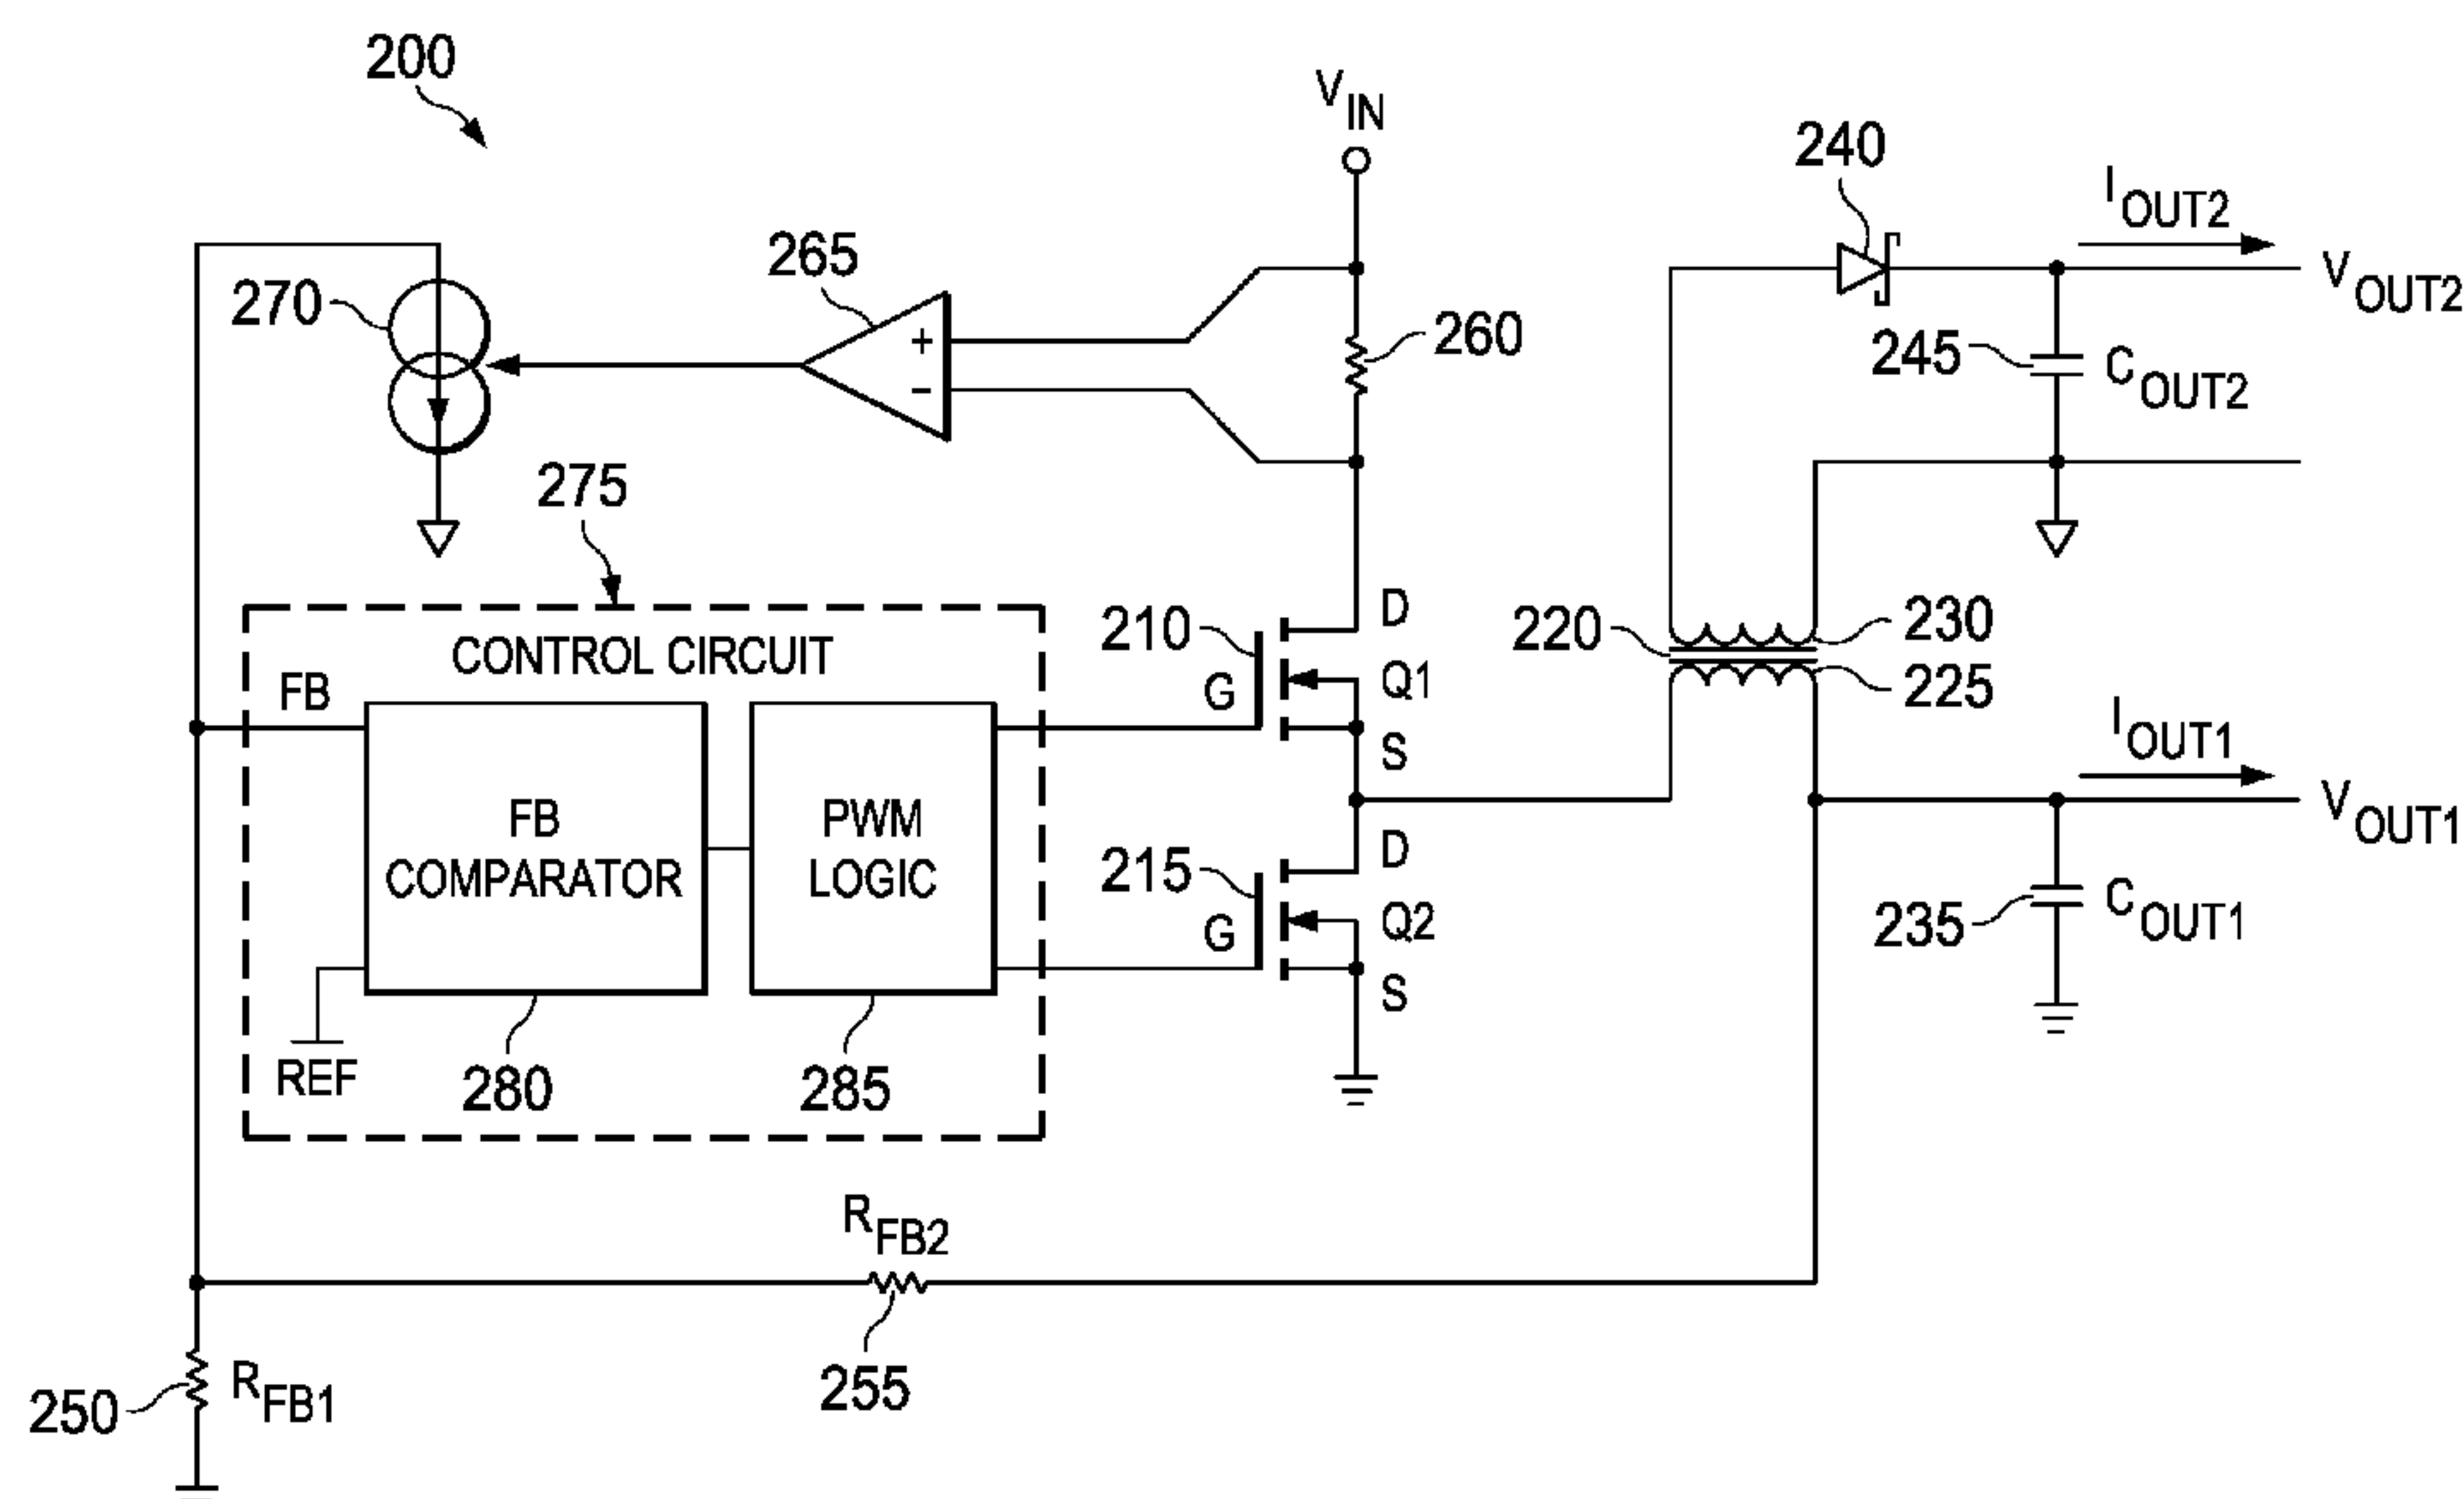 200
VIN
240
IOUT2
VOUT2
270
265
+
−
260
245
COUT2
275
CONTROL CIRCUIT
210
D
G
Q1
S
220
230
225
FB
IOUT1
VOUT1
FB
COMPARATOR
PWM
LOGIC
215
D
G
Q2
S
235
COUT1
REF
280
285
RFB2
255
250
RFB1